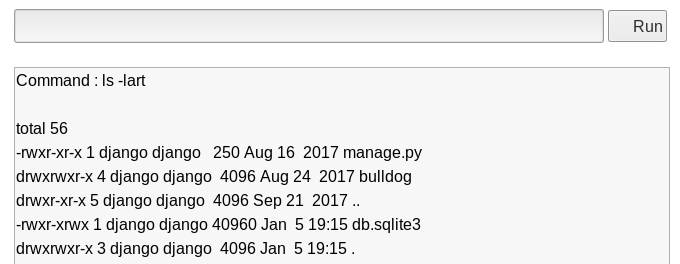 Run
Command : ls -lart
total 56
-rwxr-xr-x 1 django django   250 Aug 16  2017 manage.py
drwxrwxr-x 4 django django  4096 Aug 24  2017 bulldog
drwxr-xr-x 5 django django  4096 Sep 21  2017 ..
-rwxr-xrwx 1 django django 40960 Jan  5 19:15 db.sqlite3
drwxrwxr-x 3 django django  4096 Jan  5 19:15 .